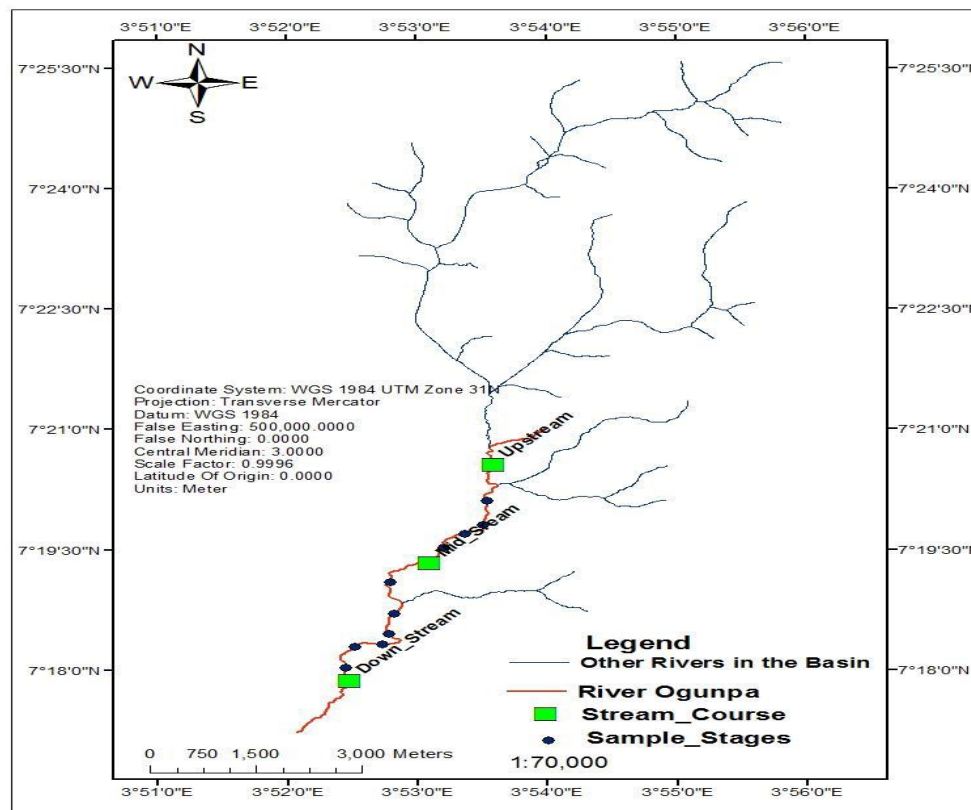 3°51'0"E 3°52'0"E 3°53'0"E 3°54'0"E 3°55'0"E 3°56'0"E
N
W E
S
7°25'30"N 7°25'30"N
7°24'0"N 7°24'0"N
7°22'30"N 7°22'30"N
Coordinate System: WGS 1984 UTM Zone 31N
Projection: Transverse Mercator
Datum: WGS 1984
False Easting: 500,000.0000
False Northing: 0.0000
Central Meridian: 3.0000
Scale Factor: 0.9996
Latitude Of Origin: 0.0000
Units: Meter
7°21'0"N 7°21'0"N
Upstream
Mid_Stream
7°19'30"N 7°19'30"N
Down_Stream
7°18'0"N 7°18'0"N
Legend
Other Rivers in the Basin
River Ogunpa
Stream_Course
Sample_Stages
0 750 1,500 3,000 Meters
1:70,000
3°51'0"E 3°52'0"E 3°53'0"E 3°54'0"E 3°55'0"E 3°56'0"E